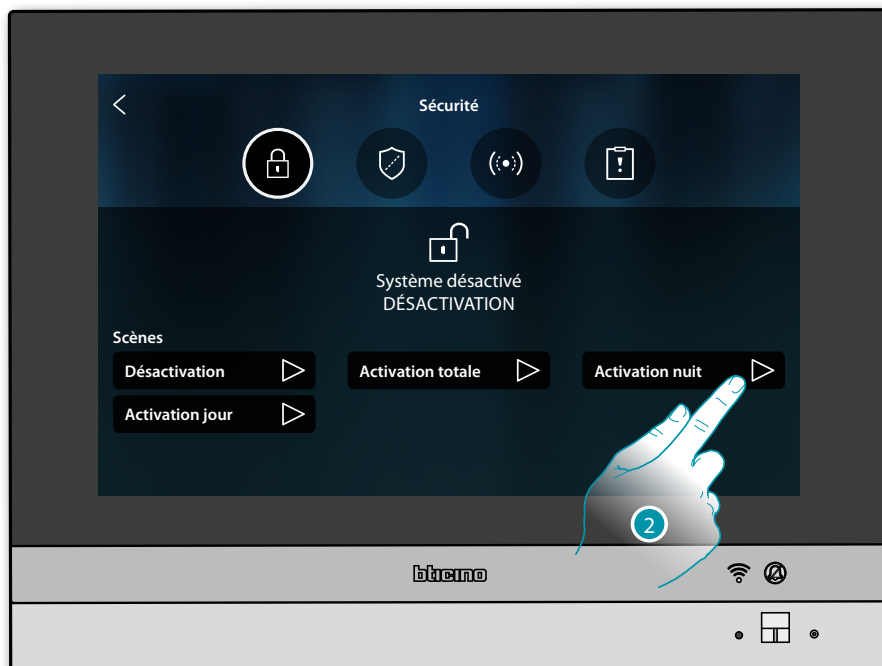 Sécurité
Système désactivé
DÉSACTIVATION
Scènes
Désactivation
Activation totale
Activation nuit
Activation jour
2
bticino